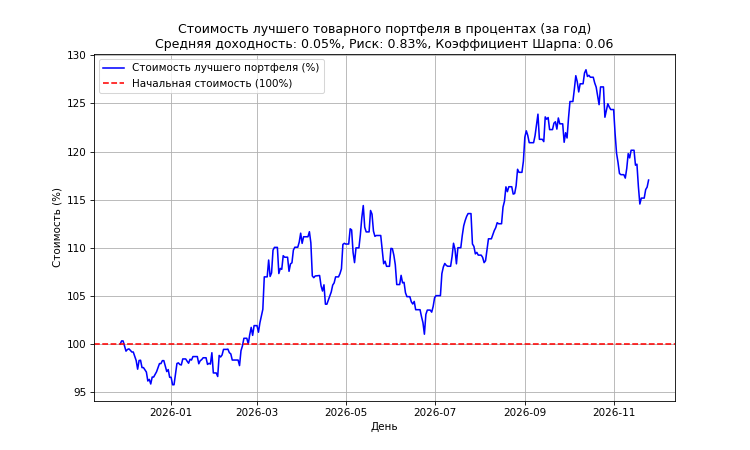 Стоимость лучшего товарного портфеля в процентах (за год)
Средняя доходность: 0.05%, Риск: 0.83%, Коэффициент Шарпа: 0.06
Стоимость лучшего портфеля (%)
Начальная стоимость (100%)
Стоимость (%)
130
125
120
115
110
105
100
95
2026-01
2026-03
2026-05
2026-07
2026-09
2026-11
День